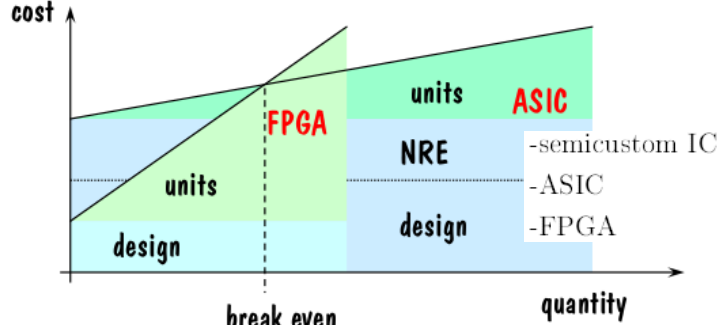 cost
units
ASIC
FPGA
NRE
-semicustom IC
units
-ASIC
design
-FPGA
design
quantity
break even